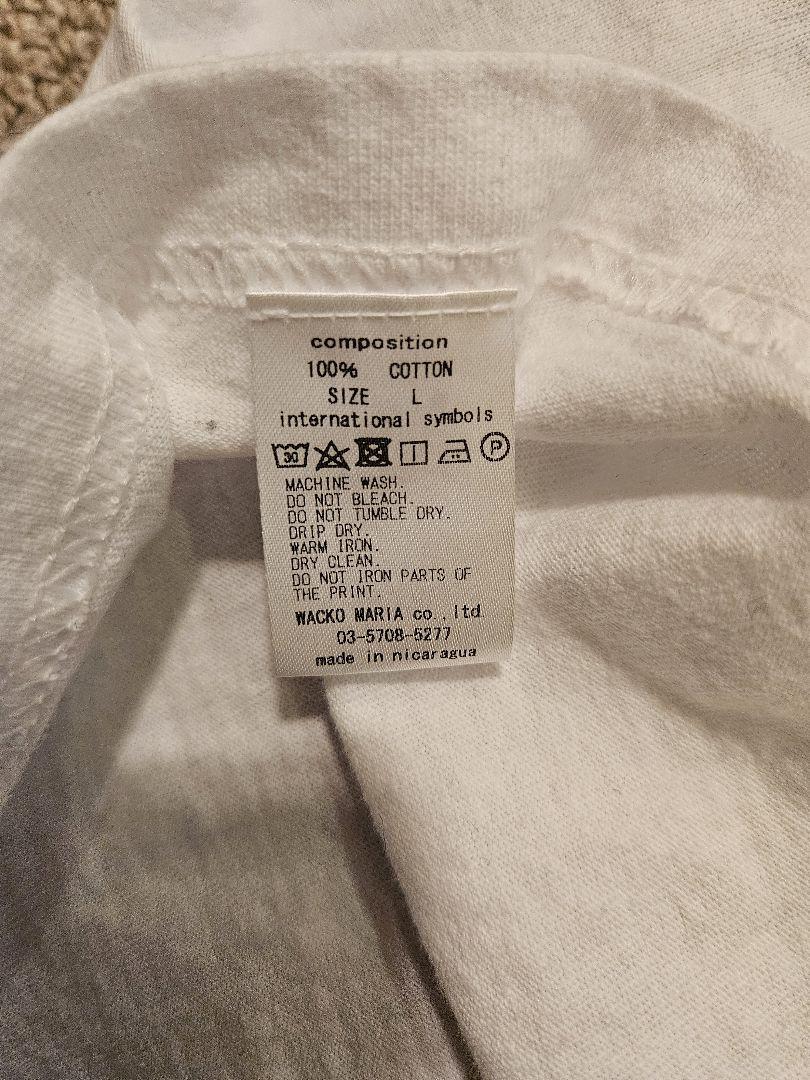 composition
100% COTTON
SIZE L
international symbols
30 P
MACHINE WASH.
DO NOT BLEACH.
DO NOT TUMBLE DRY.
DRIP DRY.
WARM IRON.
DRY CLEAN.
DO NOT IRON PARTS OF
THE PRINT.
WACKO MARIA co.,ltd.
03-5708-5277
made in nicaragua